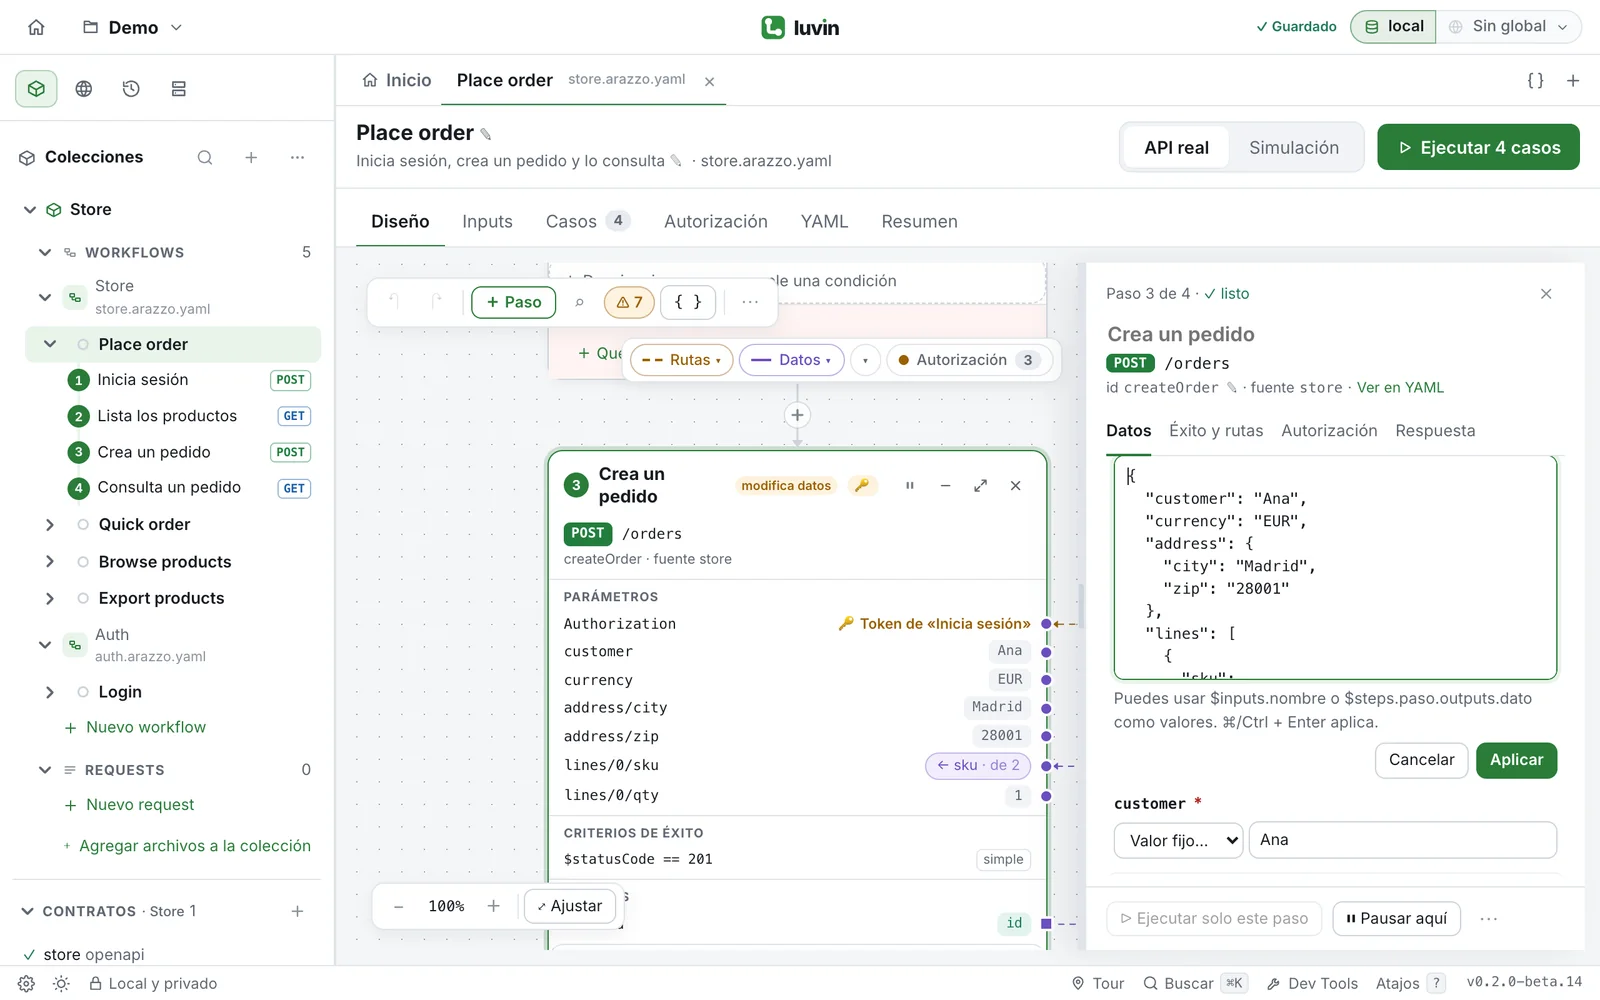 Demo
luvin
✓ Guardado
local
Sin global
Inicio
Place order
store.arazzo.yaml
Colecciones
Store
WORKFLOWS
5
Store
store.arazzo.yaml
Place order
1 Inicia sesión POST
2 Lista los productos GET
3 Crea un pedido POST
4 Consulta un pedido GET
Quick order
Browse products
Export products
Auth
auth.arazzo.yaml
Login
+ Nuevo workflow
REQUESTS
0
+ Nuevo request
+ Agregar archivos a la colección
CONTRATOS · Store 1
✓ store openapi
Place order
Inicia sesión, crea un pedido y lo consulta · store.arazzo.yaml
API real
Simulación
Ejecutar 4 casos
Diseño
Inputs
Casos 4
Autorización
YAML
Resumen
una condición
+ Paso
7
{ }
...
Rutas
Datos
Autorización 3
3
Crea un
pedido
modifica datos
POST /orders
createOrder · fuente store
PARÁMETROS
Authorization
Token de «Inicia sesión»
customer
Ana
currency
EUR
address/city
Madrid
address/zip
28001
lines/0/sku
← sku · de 2
lines/0/qty
1
CRITERIOS DE ÉXITO
$statusCode == 201
simple
id
− 100% +
Ajustar
Paso 3 de 4 · ✓ listo
Crea un pedido
POST /orders
id createOrder · fuente store · Ver en YAML
Datos
Éxito y rutas
Autorización
Respuesta
{
"customer": "Ana",
"currency": "EUR",
"address": {
"city": "Madrid",
"zip": "28001"
},
"lines": [
{
"sku":
Puedes usar $inputs.nombre o $steps.paso.outputs.dato
como valores. ⌘/Ctrl + Enter aplica.
Cancelar
Aplicar
customer *
Valor fijo...
Ana
Ejecutar solo este paso
Pausar aquí
...
Local y privado
Tour
Buscar ⌘K
Dev Tools
Atajos ?
v0.2.0-beta.14